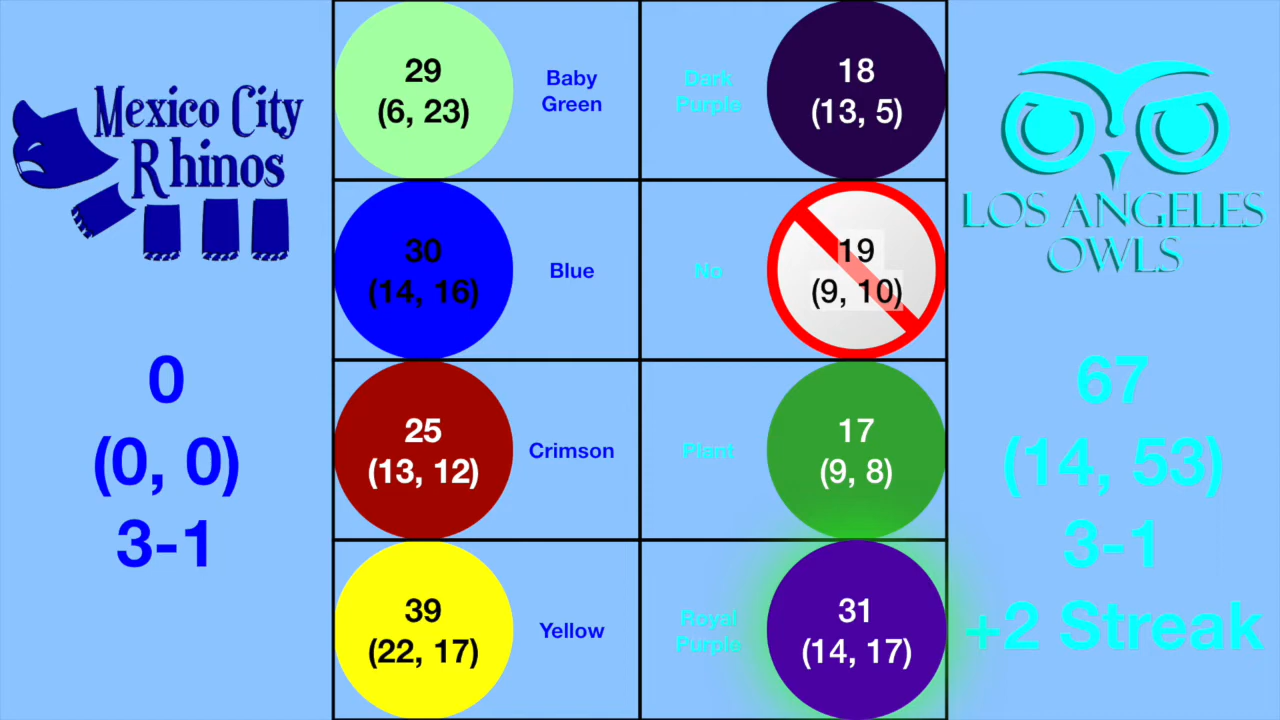 Mexico City
Rhinos
0
(0, 0)
3-1
29
(6, 23)
Baby
Green
Dark
Purple
18
(13, 5)
30
(14, 16)
Blue
No
19
(9, 10)
25
(13, 12)
Crimson
Plant
17
(9, 8)
39
(22, 17)
Yellow
Royal
Purple
31
(14, 17)
LOS ANGELES
OWLS
67
(14, 53)
3-1
+2 Streak